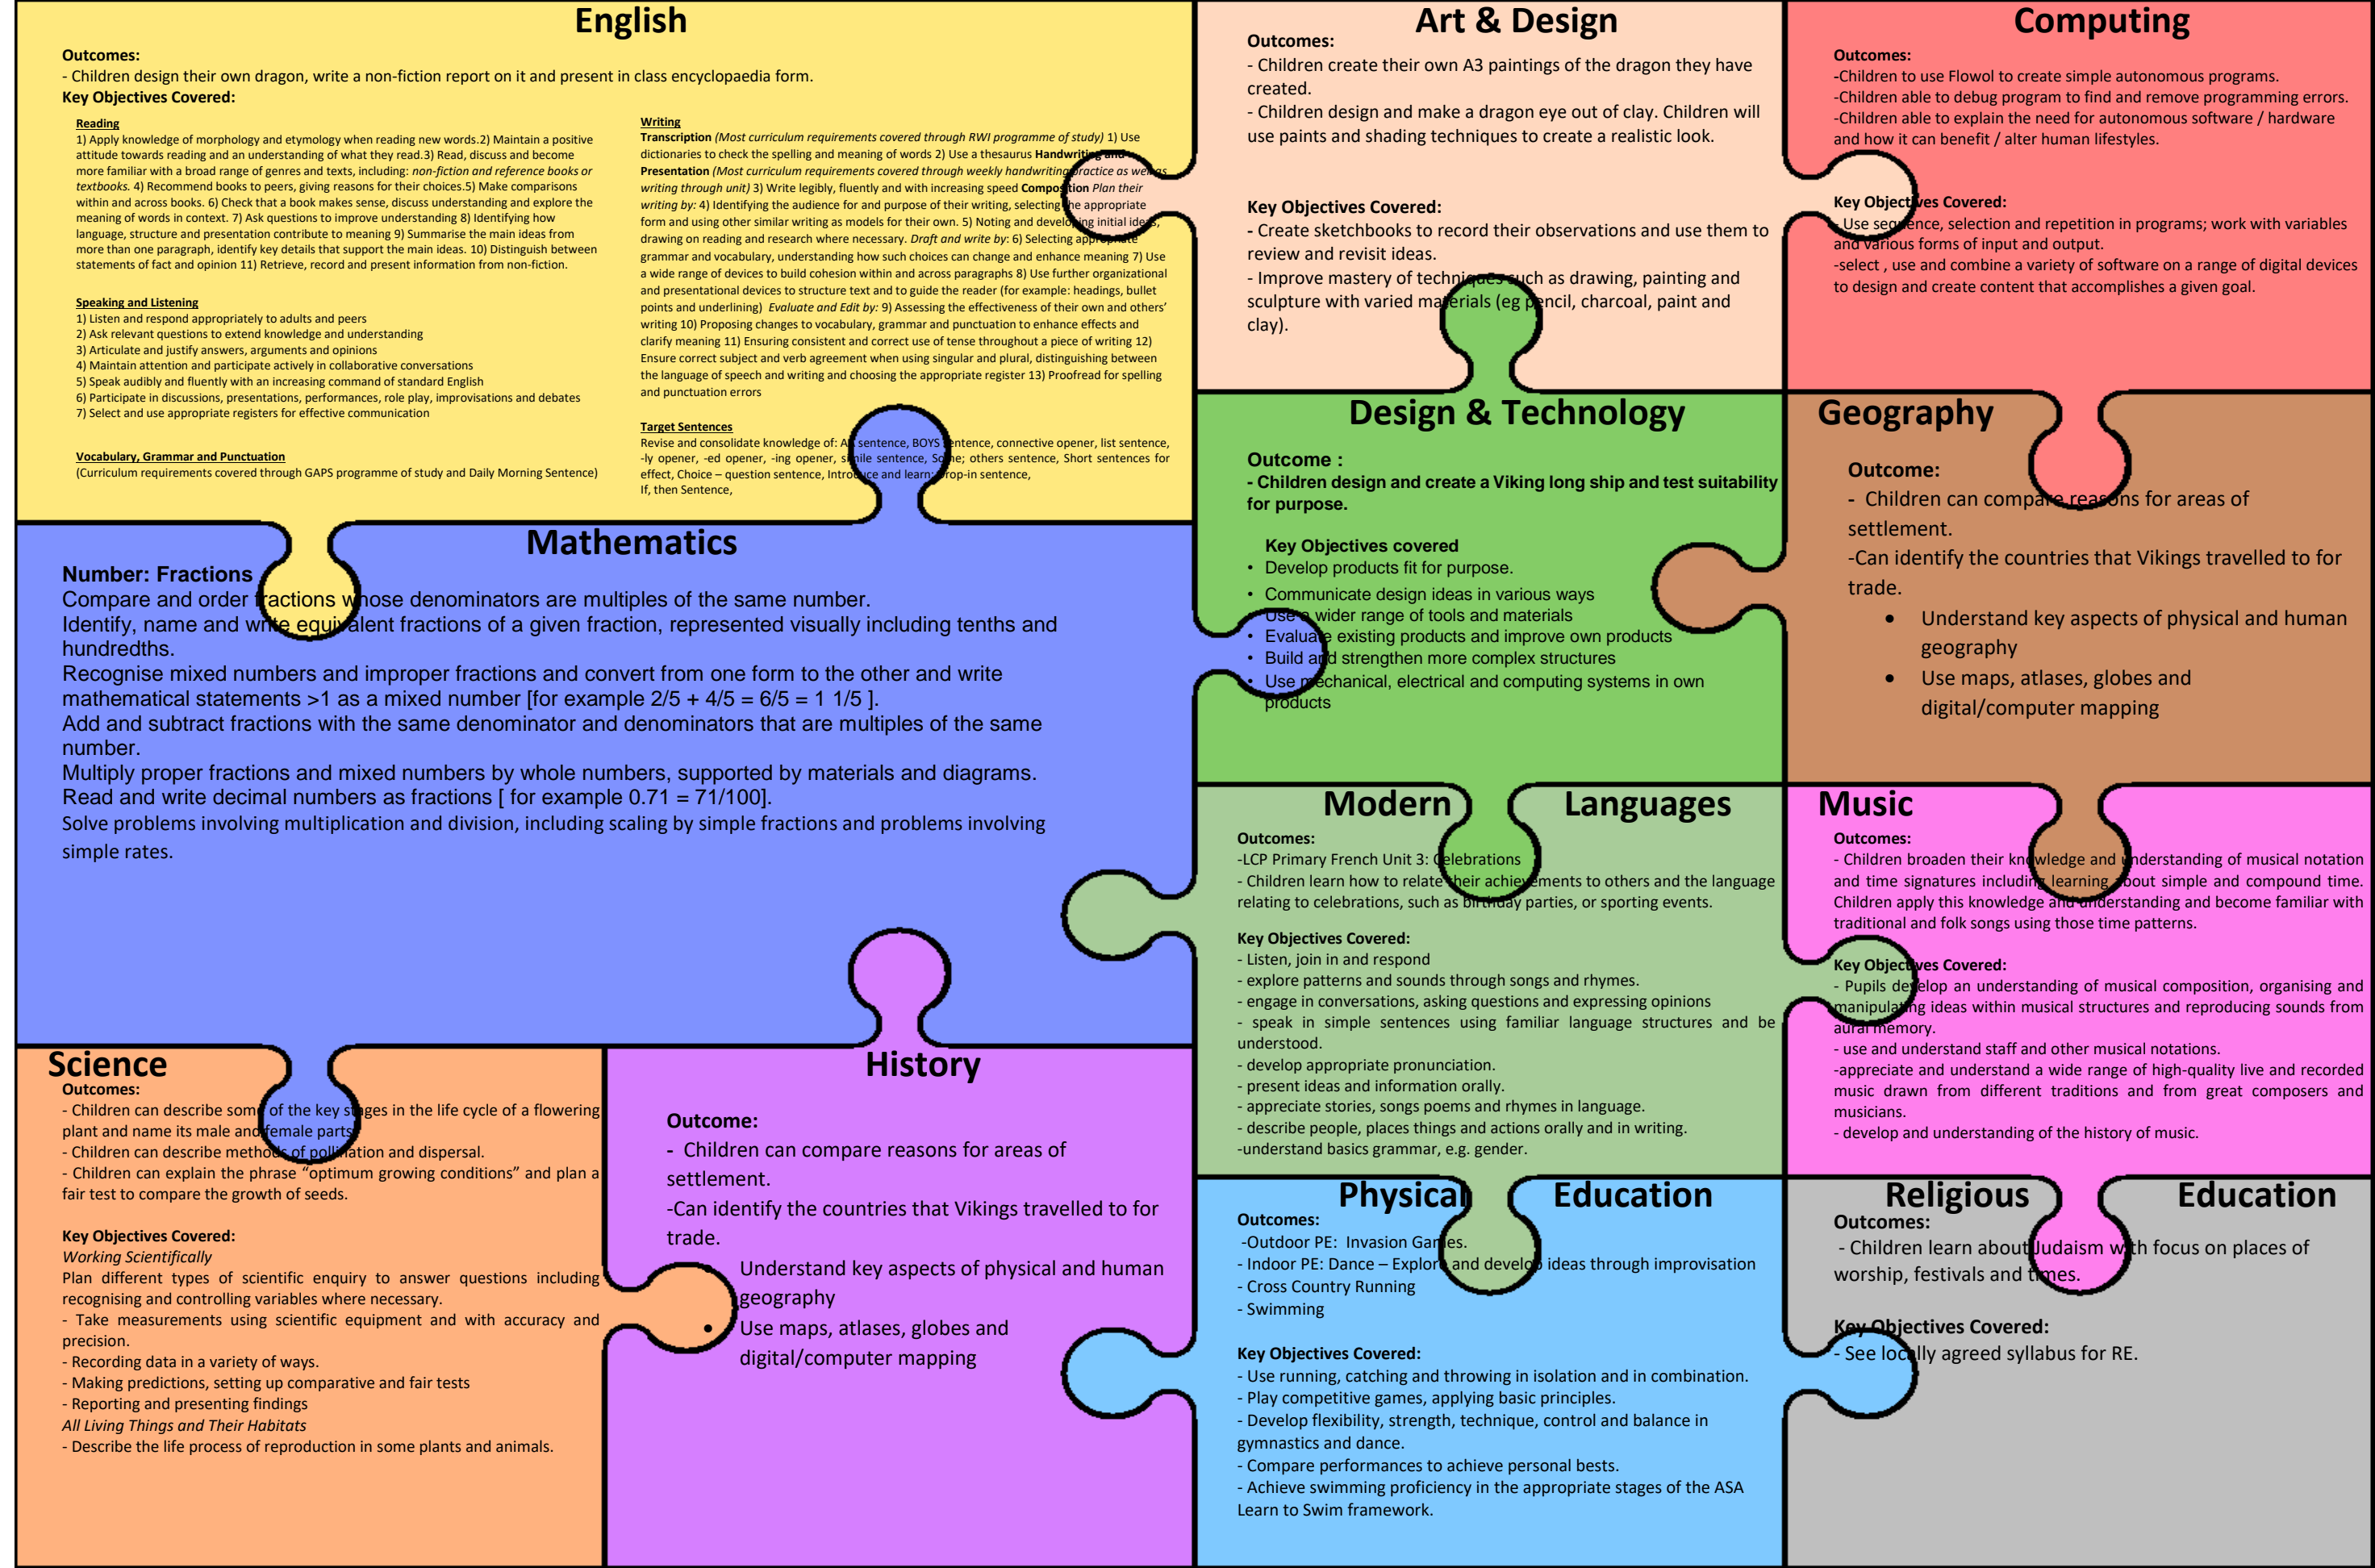 English
Outcomes:
- Children design their own dragon, write a non-fiction report on it and present in class encyclopaedia form.
Key Objectives Covered:
Reading
1) Apply knowledge of morphology and etymology when reading new words.2) Maintain a positive
attitude towards reading and an understanding of what they read.3) Read, discuss and become
more familiar with a broad range of genres and texts, including: non-fiction and reference books or
textbooks. 4) Recommend books to peers, giving reasons for their choices.5) Make comparisons
within and across books. 6) Check that a book makes sense, discuss understanding and explore the
meaning of words in context. 7) Ask questions to improve understanding 8) Identifying how
language, structure and presentation contribute to meaning 9) Summarise the main ideas from
more than one paragraph, identify key details that support the main ideas. 10) Distinguish between
statements of fact and opinion 11) Retrieve, record and present information from non-fiction.
Speaking and Listening
1) Listen and respond appropriately to adults and peers
2) Ask relevant questions to extend knowledge and understanding
3) Articulate and justify answers, arguments and opinions
4) Maintain attention and participate actively in collaborative conversations
5) Speak audibly and fluently with an increasing command of standard English
6) Participate in discussions, presentations, performances, role play, improvisations and debates
7) Select and use appropriate registers for effective communication
Vocabulary, Grammar and Punctuation
(Curriculum requirements covered through GAPS programme of study and Daily Morning Sentence)
Writing
Transcription (Most curriculum requirements covered through RWI programme of study) 1) Use
dictionaries to check the spelling and meaning of words 2) Use a thesaurus Handwriting and
Presentation (Most curriculum requirements covered through weekly handwriting practice as well as
writing through unit) 3) Write legibly, fluently and with increasing speed Composition Plan their
writing by: 4) Identifying the audience for and purpose of their writing, selecting the appropriate
form and using other similar writing as models for their own. 5) Noting and developing initial ideas,
drawing on reading and research where necessary. Draft and write by: 6) Selecting appropriate
grammar and vocabulary, understanding how such choices can change and enhance meaning 7) Use
a wide range of devices to build cohesion within and across paragraphs 8) Use further organizational
and presentational devices to structure text and to guide the reader (for example: headings, bullet
points and underlining) Evaluate and Edit by: 9) Assessing the effectiveness of their own and others'
writing 10) Proposing changes to vocabulary, grammar and punctuation to enhance effects and
clarify meaning 11) Ensuring consistent and correct use of tense throughout a piece of writing 12)
Ensure correct subject and verb agreement when using singular and plural, distinguishing between
the language of speech and writing and choosing the appropriate register 13) Proofread for spelling
and punctuation errors
Target Sentences
Revise and consolidate knowledge of: sentence, BOYS sentence, connective opener, list sentence,
-ly opener, -ed opener, -ing opener, simile sentence, Some; others sentence, Short sentences for
effect, Choice – question sentence, Introduce and learn: Drop-in sentence,
If, then Sentence,
Art & Design
Outcomes:
- Children create their own A3 paintings of the dragon they have
created.
- Children design and make a dragon eye out of clay. Children will
use paints and shading techniques to create a realistic look.
Key Objectives Covered:
- Create sketchbooks to record their observations and use them to
review and revisit ideas.
- Improve mastery of techniques such as drawing, painting and
sculpture with varied materials (eg pencil, charcoal, paint and
clay).
Computing
Outcomes:
-Children to use Flowol to create simple autonomous programs.
-Children able to debug program to find and remove programming errors.
-Children able to explain the need for autonomous software / hardware
and how it can benefit / alter human lifestyles.
Key Objectives Covered:
- Use sequence, selection and repetition in programs; work with variables
and various forms of input and output.
-select , use and combine a variety of software on a range of digital devices
to design and create content that accomplishes a given goal.
Mathematics
Number: Fractions
Compare and order fractions whose denominators are multiples of the same number.
Identify, name and write equivalent fractions of a given fraction, represented visually including tenths and
hundredths.
Recognise mixed numbers and improper fractions and convert from one form to the other and write
mathematical statements >1 as a mixed number [for example 2/5 + 4/5 = 6/5 = 1 1/5 ].
Add and subtract fractions with the same denominator and denominators that are multiples of the same
number.
Multiply proper fractions and mixed numbers by whole numbers, supported by materials and diagrams.
Read and write decimal numbers as fractions [ for example 0.71 = 71/100].
Solve problems involving multiplication and division, including scaling by simple fractions and problems involving
simple rates.
Design & Technology
Outcome :
- Children design and create a Viking long ship and test suitability
for purpose.
Key Objectives covered
• Develop products fit for purpose.
• Communicate design ideas in various ways
• Use a wider range of tools and materials
• Evaluate existing products and improve own products
• Build and strengthen more complex structures
• Use mechanical, electrical and computing systems in own
products
Geography
Outcome:
- Children can compare reasons for areas of
settlement.
-Can identify the countries that Vikings travelled to for
trade.
• Understand key aspects of physical and human
geography
• Use maps, atlases, globes and
digital/computer mapping
Modern Languages
Outcomes:
-LCP Primary French Unit 3: Celebrations
- Children learn how to relate their achievements to others and the language
relating to celebrations, such as birthday parties, or sporting events.
Key Objectives Covered:
- Listen, join in and respond
- explore patterns and sounds through songs and rhymes.
- engage in conversations, asking questions and expressing opinions
- speak in simple sentences using familiar language structures and be
understood.
- develop appropriate pronunciation.
- present ideas and information orally.
- appreciate stories, songs poems and rhymes in language.
- describe people, places things and actions orally and in writing.
-understand basics grammar, e.g. gender.
Music
Outcomes:
- Children broaden their knowledge and understanding of musical notation
and time signatures including learning about simple and compound time.
Children apply this knowledge and understanding and become familiar with
traditional and folk songs using those time patterns.
Key Objectives Covered:
- Pupils develop an understanding of musical composition, organising and
manipulating ideas within musical structures and reproducing sounds from
aural memory.
- use and understand staff and other musical notations.
-appreciate and understand a wide range of high-quality live and recorded
music drawn from different traditions and from great composers and
musicians.
- develop and understanding of the history of music.
Science
Outcomes:
- Children can describe some of the key stages in the life cycle of a flowering
plant and name its male and female parts.
- Children can describe methods of pollination and dispersal.
- Children can explain the phrase “optimum growing conditions” and plan a
fair test to compare the growth of seeds.
Key Objectives Covered:
Working Scientifically
Plan different types of scientific enquiry to answer questions including
recognising and controlling variables where necessary.
- Take measurements using scientific equipment and with accuracy and
precision.
- Recording data in a variety of ways.
- Making predictions, setting up comparative and fair tests
- Reporting and presenting findings
All Living Things and Their Habitats
- Describe the life process of reproduction in some plants and animals.
History
Outcome:
- Children can compare reasons for areas of
settlement.
-Can identify the countries that Vikings travelled to for
trade.
Understand key aspects of physical and human
geography
• Use maps, atlases, globes and
digital/computer mapping
Physical Education
Outcomes:
-Outdoor PE: Invasion Games.
- Indoor PE: Dance – Explore and develop ideas through improvisation
- Cross Country Running
- Swimming
Key Objectives Covered:
- Use running, catching and throwing in isolation and in combination.
- Play competitive games, applying basic principles.
- Develop flexibility, strength, technique, control and balance in
gymnastics and dance.
- Compare performances to achieve personal bests.
- Achieve swimming proficiency in the appropriate stages of the ASA
Learn to Swim framework.
Religious Education
Outcomes:
- Children learn about Judaism with focus on places of
worship, festivals and times.
Key Objectives Covered:
- See locally agreed syllabus for RE.